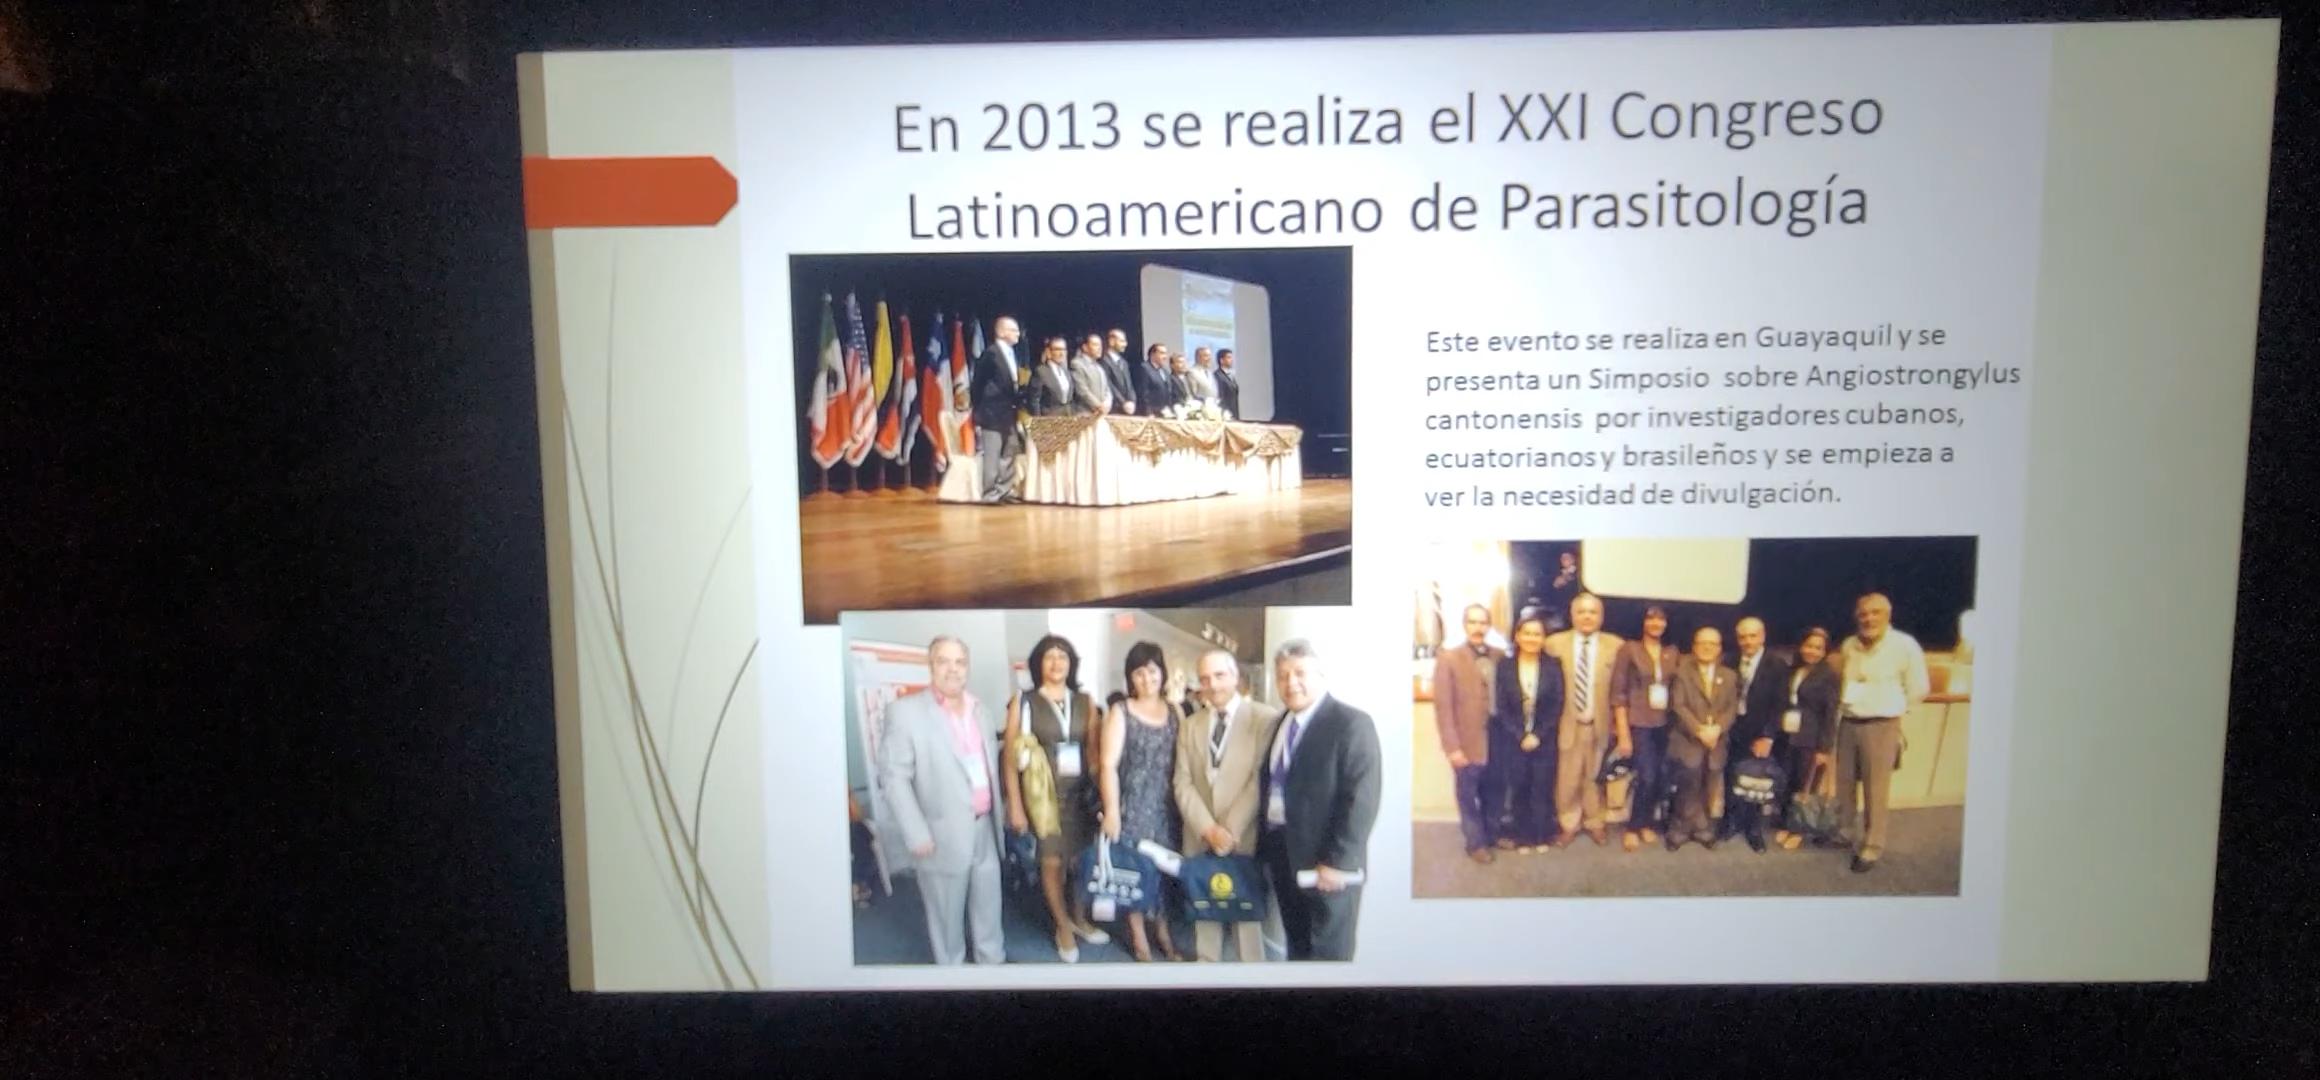 En 2013 se realiza el XXI Congreso
Latinoamericano de Parasitología
Este evento se realiza en Guayaquil y se
presenta un Simposio sobre Angiostrongylus
cantonensis por investigadores cubanos,
ecuatorianos y brasileños y se empieza a
ver la necesidad de divulgación.